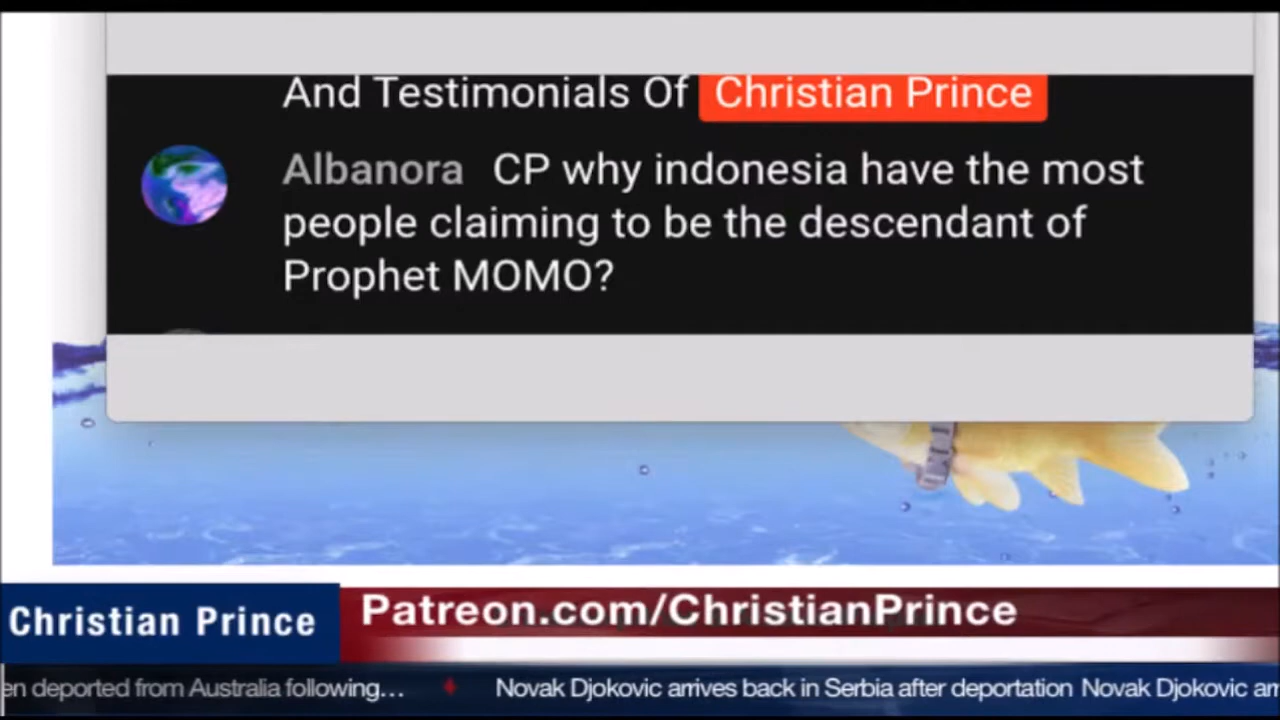 And Testimonials Of Christian Prince
Albanora CP why indonesia have the most
people claiming to be the descendant of
Prophet MOMO?
Christian Prince
Patreon.com/ChristianPrince
en deported from Australia following... Novak Djokovic arrives back in Serbia after deportation Novak Djokovic arr